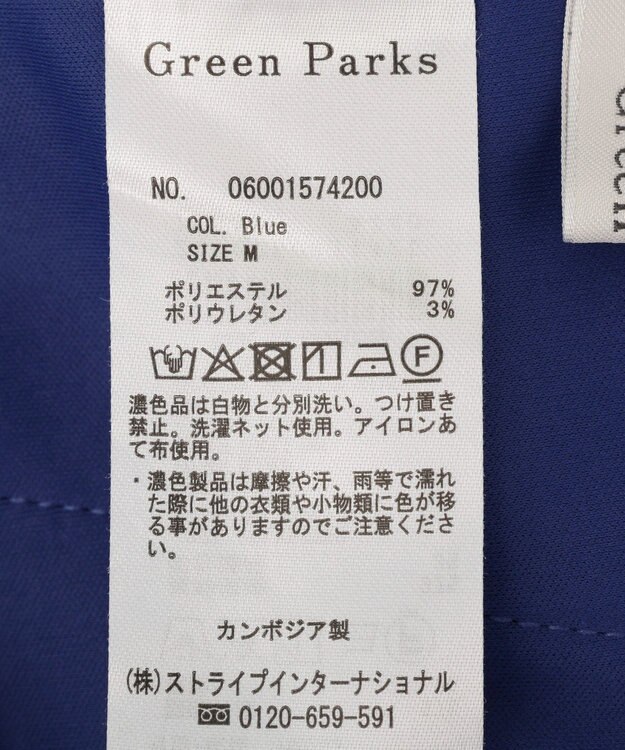 Green Parks
Green
NO. 06001574200
COL. Blue
SIZE M
ポリエステル 97%
ポリウレタン 3%
F
濃色品は白物と分別洗い。つけ置き
禁止。洗濯ネット使用。アイロンあ
て布使用。
・濃色製品は摩擦や汗、雨等で濡れ
た際に他の衣類や小物類に色が移
る事がありますのでご注意くださ
い。
カンボジア製
(株)ストライプインターナショナル
0120-659-591